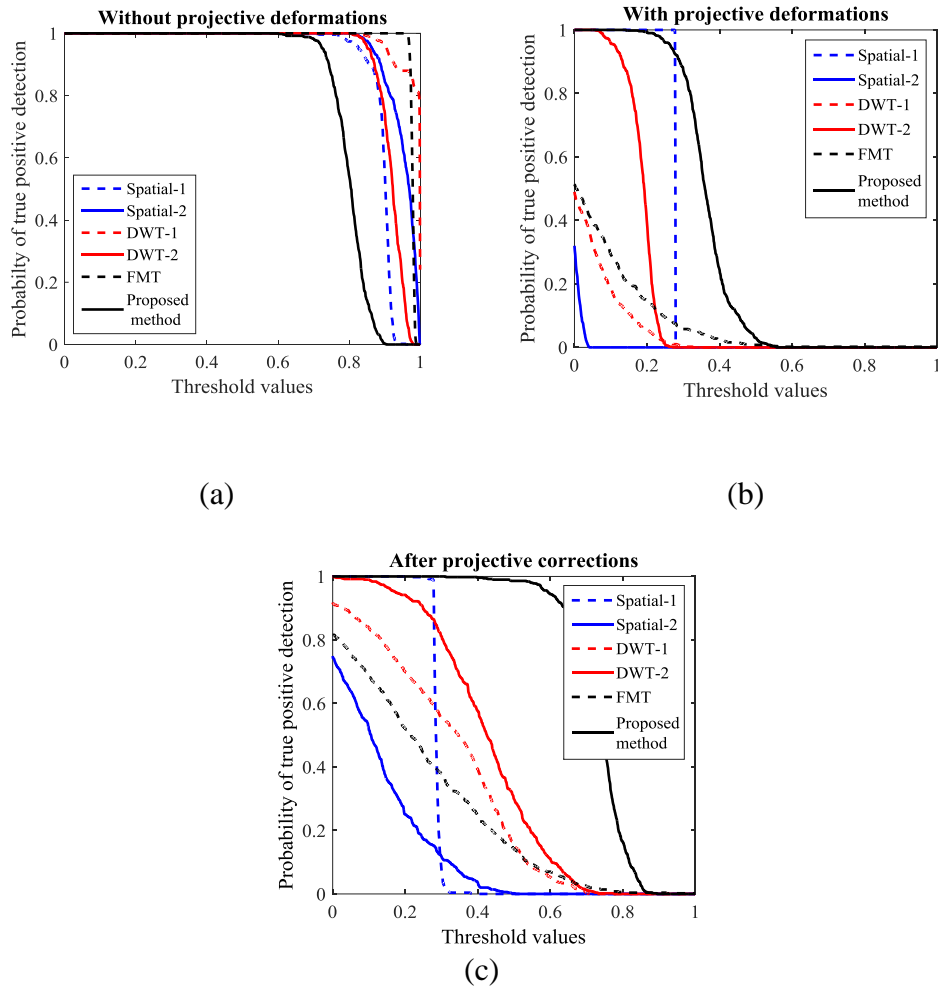 Without projective deformations
Probability of true positive detection
1
0.8
0.6
0.4
0.2
0
Spatial-1
Spatial-2
DWT-1
DWT-2
FMT
Proposed
method
0 0.2 0.4 0.6 0.8 1
Threshold values
(a)
With projective deformations
Probability of true positive detection
1
0.8
0.6
0.4
0.2
0
Spatial-1
Spatial-2
DWT-1
DWT-2
FMT
Proposed
method
0 0.2 0.4 0.6 0.8 1
Threshold values
(b)
After projective corrections
Probability of true positive detection
1
0.8
0.6
0.4
0.2
0
Spatial-1
Spatial-2
DWT-1
DWT-2
FMT
Proposed
method
0 0.2 0.4 0.6 0.8 1
Threshold values
(c)